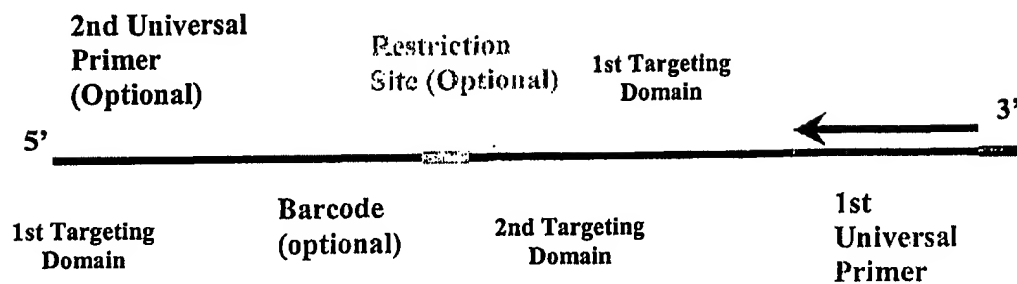 2nd Universal
Primer
(Optional)
Restriction
Site (Optional)
1st Targeting
Domain
5’
3’
1st Targeting
Domain
Barcode
(optional)
2nd Targeting
Domain
1st
Universal
Primer